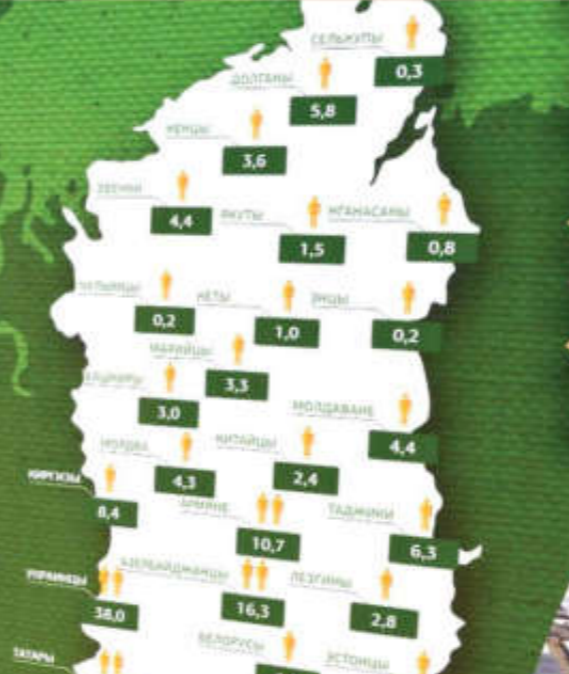 СЕЛЬКУПЫ
0,3
ДОЛГАНЫ
5,8
НЕНЦЫ
3,6
ЭВЕНКИ
4,4
ЯКУТЫ
1,5
НГАНАСАНЫ
0,8
ЧУЛЫМЦЫ
0,2
КЕТЫ
1,0
ЭНЦЫ
0,2
МАРИЙЦЫ
3,3
3,0
МОЛДАВАНЕ
4,4
МОРДВА
4,3
КИТАЙЦЫ
2,4
КИРГИЗЫ
8,4
АРМЯНЕ
10,7
ТАДЖИКИ
6,3
УКРАИНЦЫ
38,0
АЗЕРБАЙДЖАНЦЫ
16,3
ЛЕЗГИНЫ
2,8
ТАТАРЫ
БЕЛОРУСЫ
ЭСТОНЦЫ